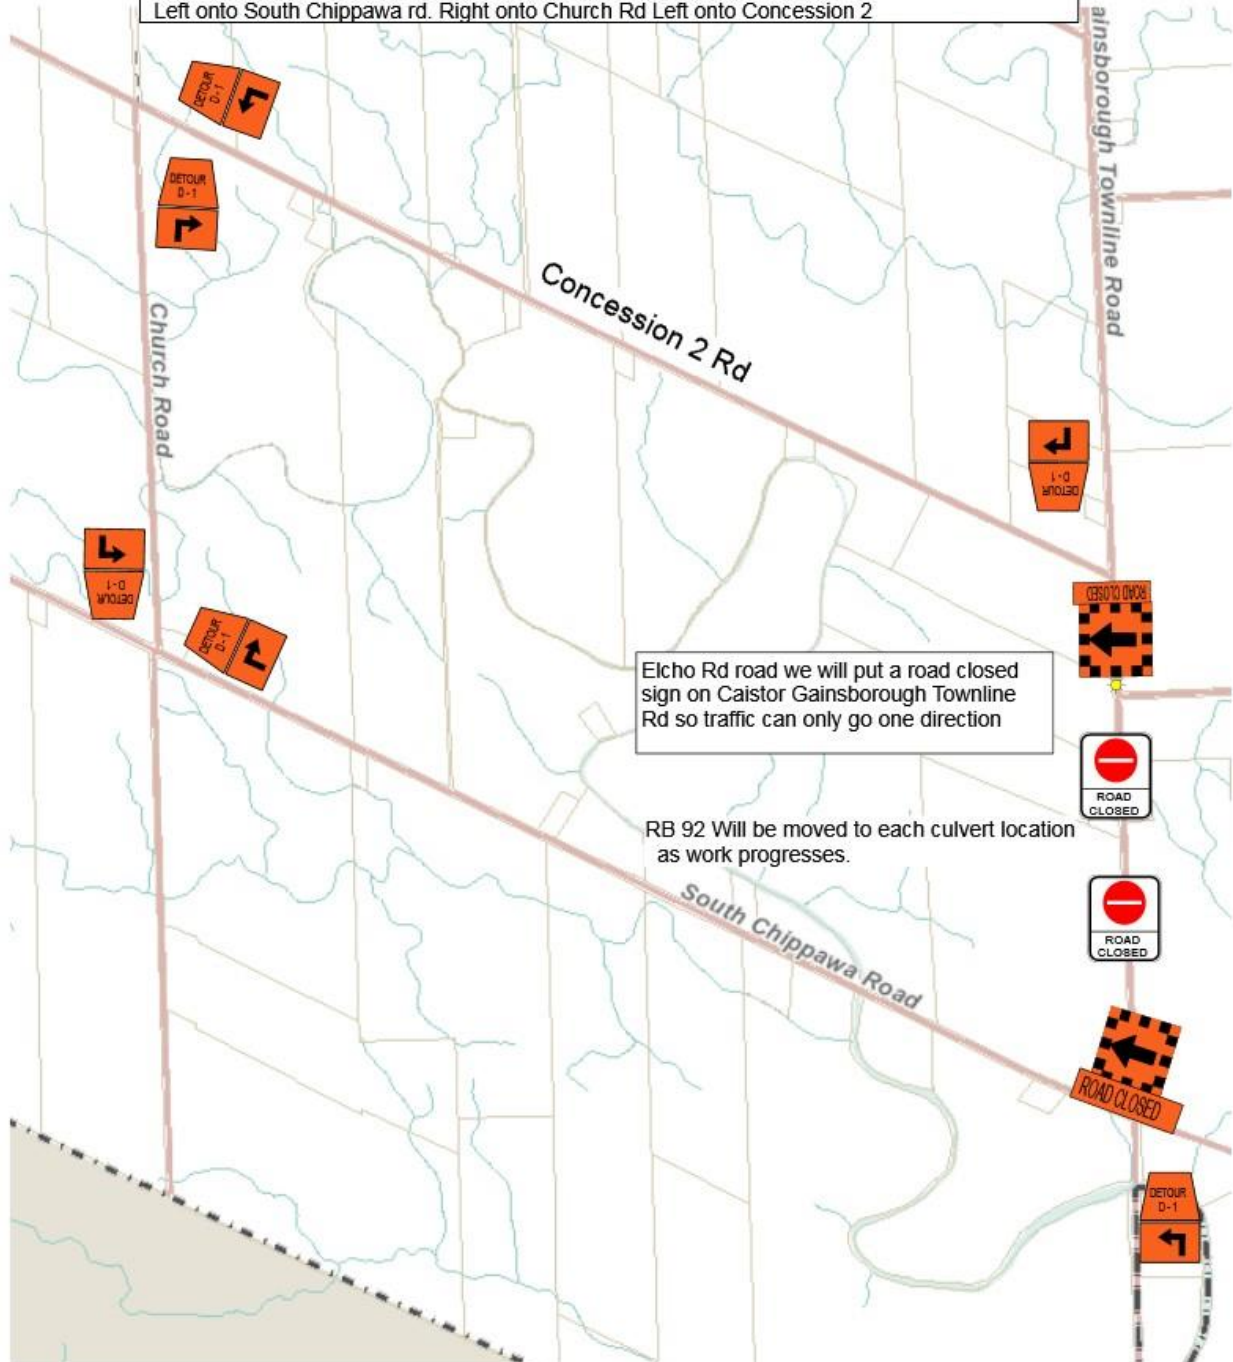 Left onto South Chippawa rd. Right onto Church Rd Left onto Concession 2
ainsborough Townline Road
DETOUR
D-1
DETOUR
D-1
Concession 2 Rd
Church Road
DETOUR
D-1
DETOUR
D-1
DETOUR
D-1
ROAD CLOSED
Elcho Rd road we will put a road closed
sign on Caistor Gainsborough Townline
Rd so traffic can only go one direction
ROAD
CLOSED
RB 92 Will be moved to each culvert location
as work progresses.
South Chippawa Road
ROAD
CLOSED
ROAD CLOSED
DETOUR
D-1